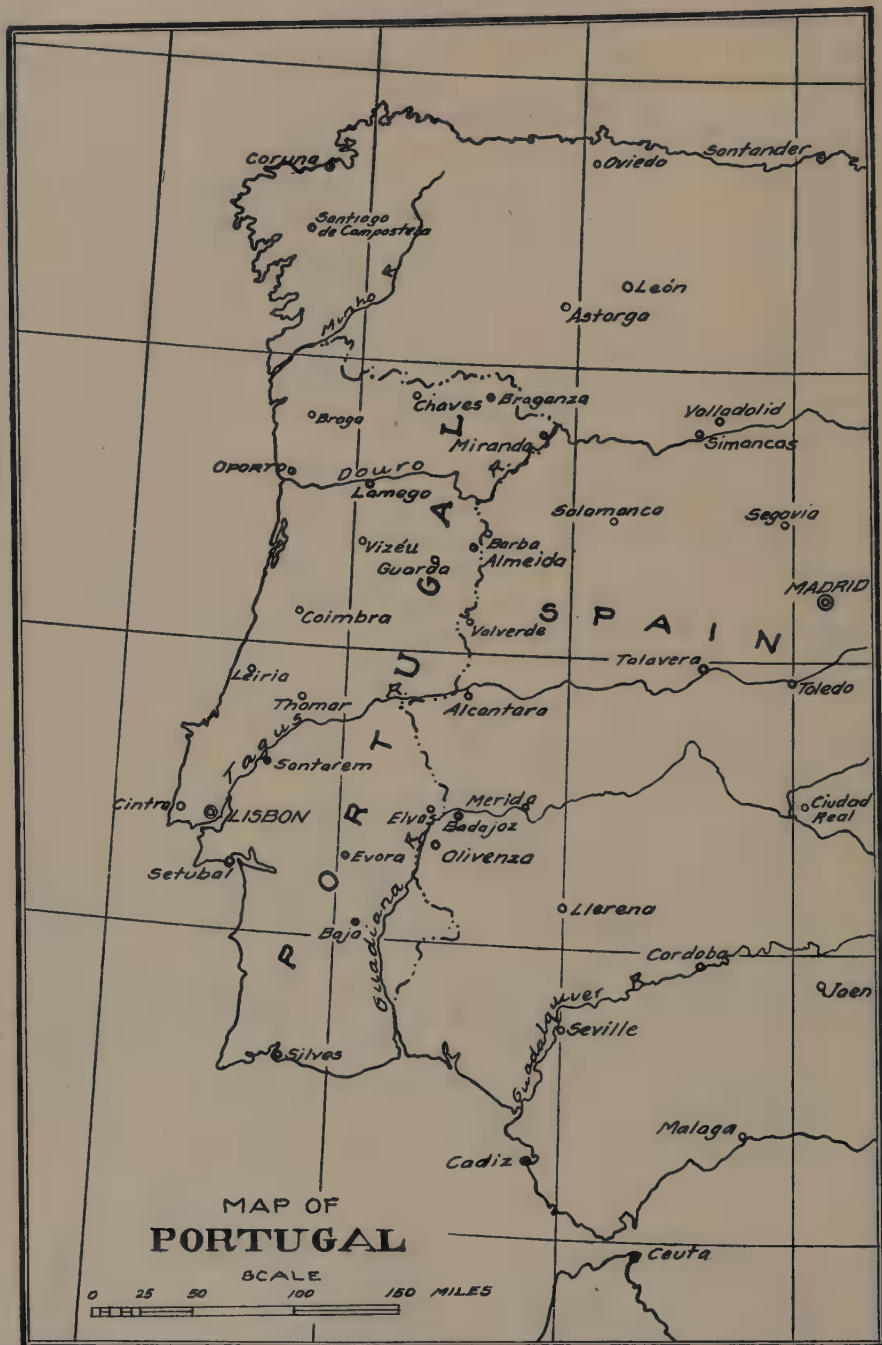 Coruna
Oviedo
Santander
Santiago
de Campostela
León
Astorga
Minho R
Chaves
Braganza
Broga
Miranda
Valladolid
Simancas
OPORTO
DOURO R.
Lamego
Salamanca
Segovia
Vizéu
Guarda
Barba
Almeida
MADRID
Coimbra
Valverde
SPAIN
Leiria
Talavera
Thomar
Alcantara
Toledo
Tagus R
Santarem
Cintra
LISBON
Elvas
Badajoz
Merida
Ciudad
Real
Setubal
Evora
Olivenza
PORTUGAL
Llerena
Baja
Guadiana R
Cordoba
Jaen
Guadalquiver R
Seville
Silves
Malaga
Cadiz
Ceuta
MAP OF
PORTUGAL
SCALE
0 25 50 100 150 MILES